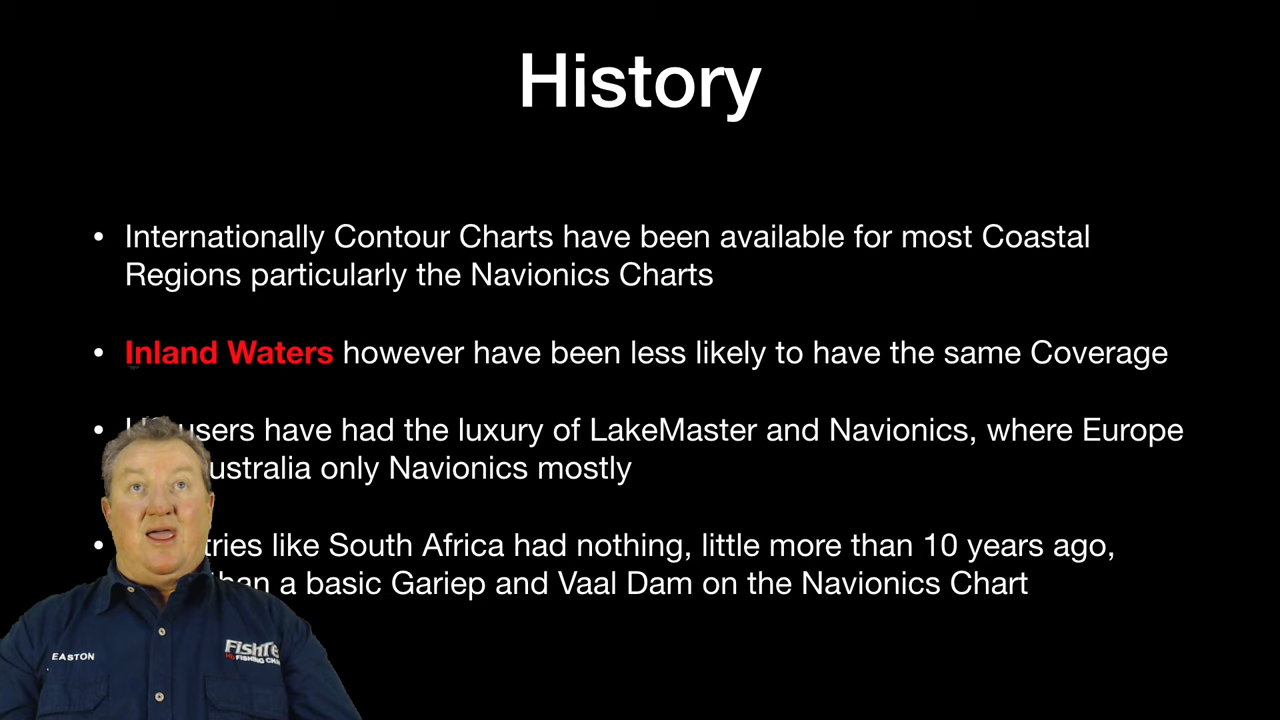 History
• Internationally Contour Charts have been available for most Coastal
Regions particularly the Navionics Charts
• Inland Waters however have been less likely to have the same Coverage
• users have had the luxury of LakeMaster and Navionics, where Europe
ustralia only Navionics mostly
• tries like South Africa had nothing, little more than 10 years ago,
han a basic Gariep and Vaal Dam on the Navionics Chart
EASTON
FishTe
FISHING CHA